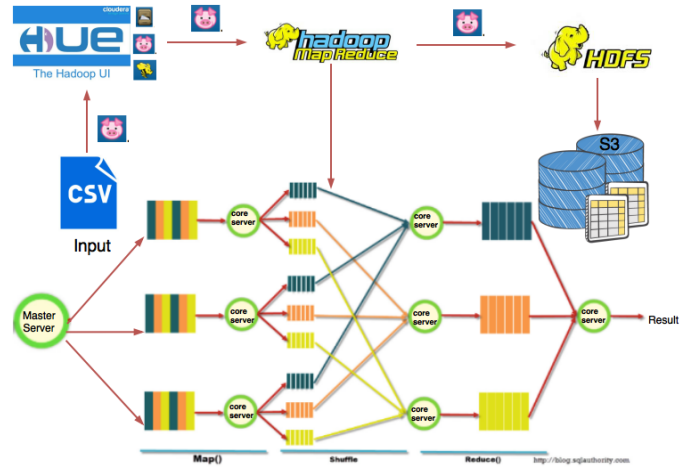 cloudera
HUE
The Hadoop UI
hadoop
Map Reduce
HDFS
S3
CSV
Input
core
server
core
server
Master
Server
core
server
core
server
core
server
Result
core
server
core
server
Map()
Shuffle
Reduce()
http://blog.sqlauthority.com